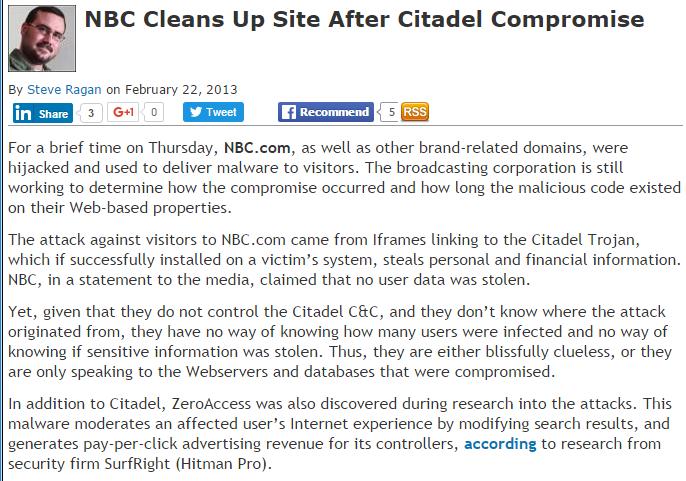 NBC Cleans Up Site After Citadel Compromise
By Steve Ragan on February 22, 2013
in Share 3 G+1 0 Tweet f Recommend 5 RSS
For a brief time on Thursday, NBC.com, as well as other brand-related domains, were
hijacked and used to deliver malware to visitors. The broadcasting corporation is still
working to determine how the compromise occurred and how long the malicious code existed
on their Web-based properties.
The attack against visitors to NBC.com came from Iframes linking to the Citadel Trojan,
which if successfully installed on a victim's system, steals personal and financial information.
NBC, in a statement to the media, claimed that no user data was stolen.
Yet, given that they do not control the Citadel C&C, and they don't know where the attack
originated from, they have no way of knowing how many users were infected and no way of
knowing if sensitive information was stolen. Thus, they are either blissfully clueless, or they
are only speaking to the Webservers and databases that were compromised.
In addition to Citadel, ZeroAccess was also discovered during research into the attacks. This
malware moderates an affected user's Internet experience by modifying search results, and
generates pay-per-click advertising revenue for its controllers, according to research from
security firm SurfRight (Hitman Pro).